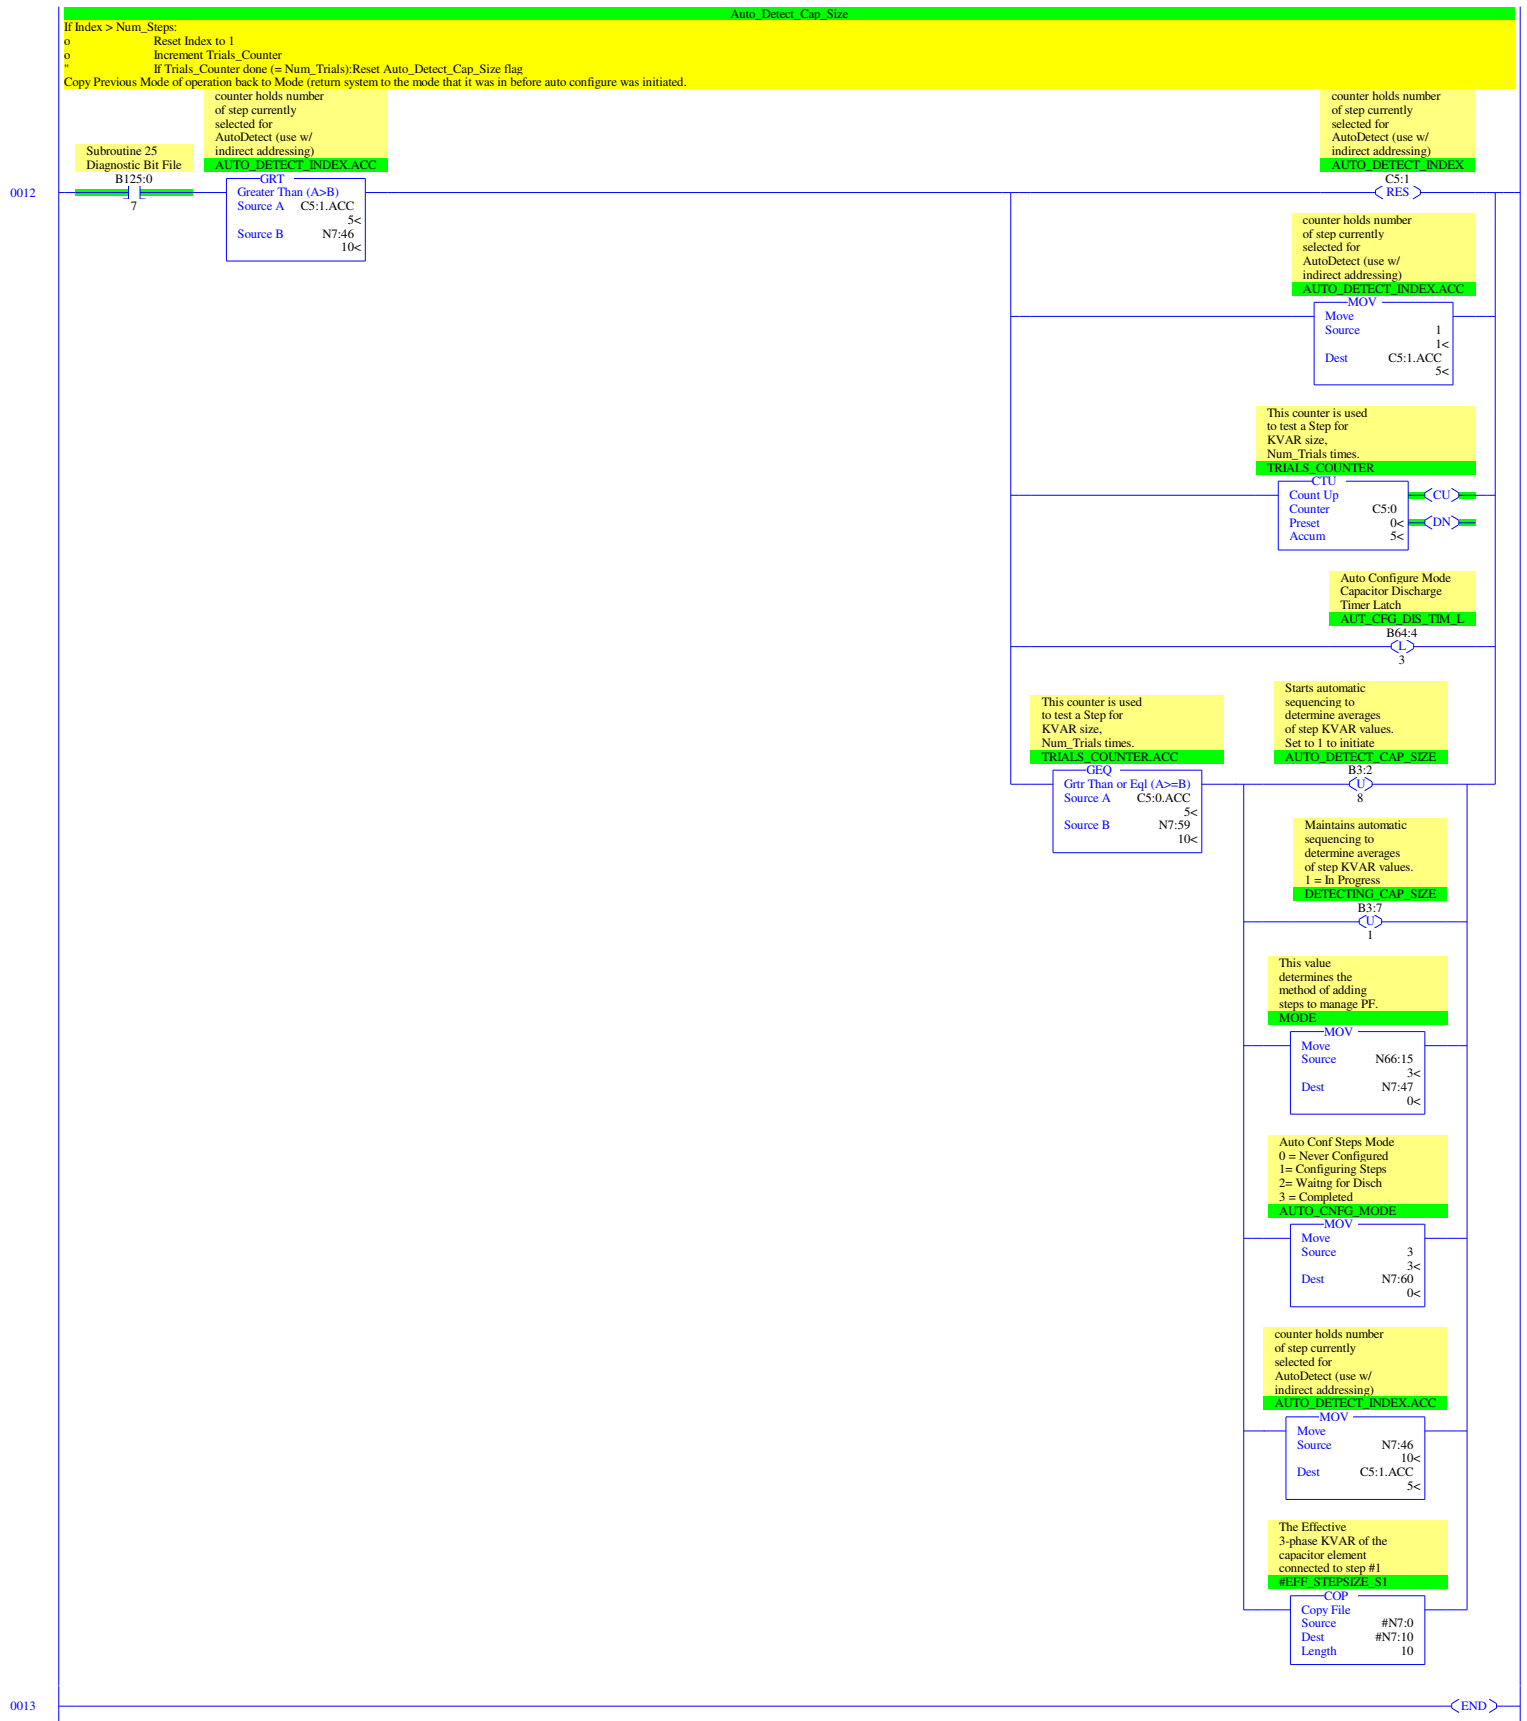 Auto_Detect_Cap_Size
If Index > Num_Steps:
o Reset Index to 1
o Increment Trials_Counter
" If Trials_Counter done (= Num_Trials):Reset Auto_Detect_Cap_Size flag
Copy Previous Mode of operation back to Mode (return system to the mode that it was in before auto configure was initiated.
0012
Subroutine 25
Diagnostic Bit File
B125:0
7
counter holds number
of step currently
selected for
AutoDetect (use w/
indirect addressing)
AUTO_DETECT_INDEX.ACC
GRT
Greater Than (A>B)
Source A C5:1.ACC
5<
Source B N7:46
10<
counter holds number
of step currently
selected for
AutoDetect (use w/
indirect addressing)
AUTO_DETECT_INDEX
C5:1
RES
counter holds number
of step currently
selected for
AutoDetect (use w/
indirect addressing)
AUTO_DETECT_INDEX.ACC
MOV
Move
Source 1
1<
Dest C5:1.ACC
5<
This counter is used
to test a Step for
KVAR size,
Num_Trials times.
TRIALS_COUNTER
CTU
Count Up CU
Counter C5:0
Preset 0< DN
Accum 5<
Auto Configure Mode
Capacitor Discharge
Timer Latch
AUT_CFG_DIS_TIM_L
B64:4
L
3
This counter is used
to test a Step for
KVAR size,
Num_Trials times.
TRIALS_COUNTER.ACC
GEQ
Grtr Than or Eql (A>=B)
Source A C5:0.ACC
5<
Source B N7:59
10<
Starts automatic
sequencing to
determine averages
of step KVAR values.
Set to 1 to initiate
AUTO_DETECT_CAP_SIZE
B3:2
U
8
Maintains automatic
sequencing to
determine averages
of step KVAR values.
1 = In Progress
DETECTING_CAP_SIZE
B3:7
U
1
This value
determines the
method of adding
steps to manage PF.
MODE
MOV
Move
Source N66:15
3<
Dest N7:47
0<
Auto Conf Steps Mode
0 = Never Configured
1= Configuring Steps
2= Waitng for Disch
3 = Completed
AUTO_CNFG_MODE
MOV
Move
Source 3
3<
Dest N7:60
0<
counter holds number
of step currently
selected for
AutoDetect (use w/
indirect addressing)
AUTO_DETECT_INDEX.ACC
MOV
Move
Source N7:46
10<
Dest C5:1.ACC
5<
The Effective
3-phase KVAR of the
capacitor element
connected to step #1
#EFF_STEPSIZE_S1
COP
Copy File
Source #N7:0
Dest #N7:10
Length 10
0013
END